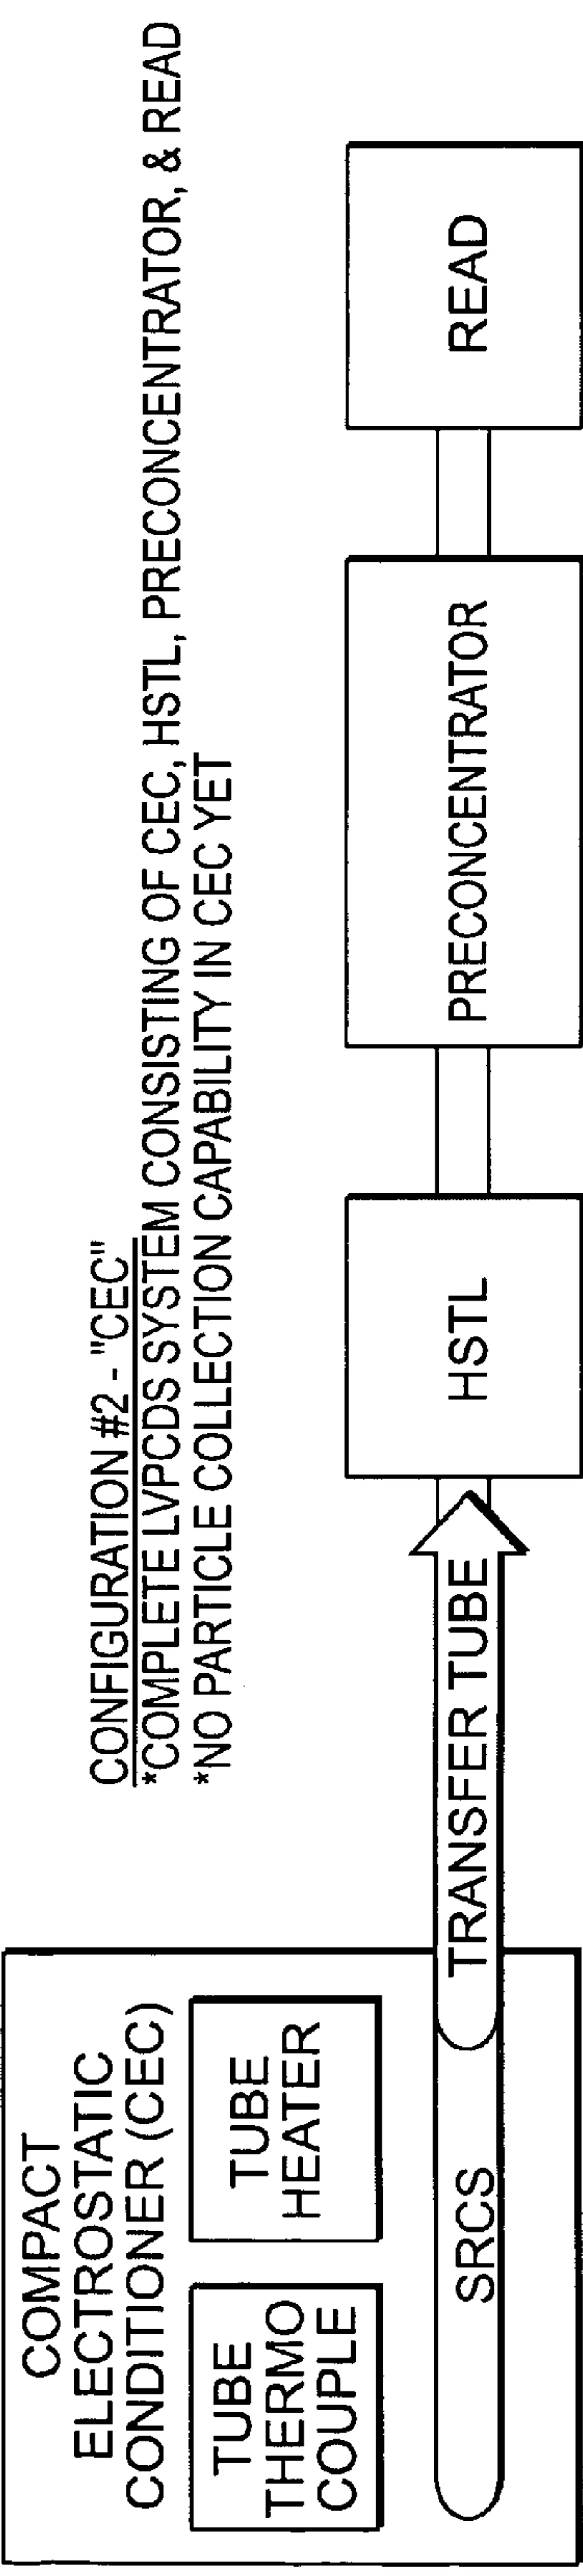 CONFIGURATION #2 - "CEC"
*COMPLETE LVPCDS SYSTEM CONSISTING OF CEC, HSTL, PRECONCENTRATOR, & READ
*NO PARTICLE COLLECTION CAPABILITY IN CEC YET
COMPACT
ELECTROSTATIC
CONDITIONER (CEC)
TUBE
THERMO
COUPLE
TUBE
HEATER
SRCS
TRANSFER TUBE
HSTL
PRECONCENTRATOR
READ